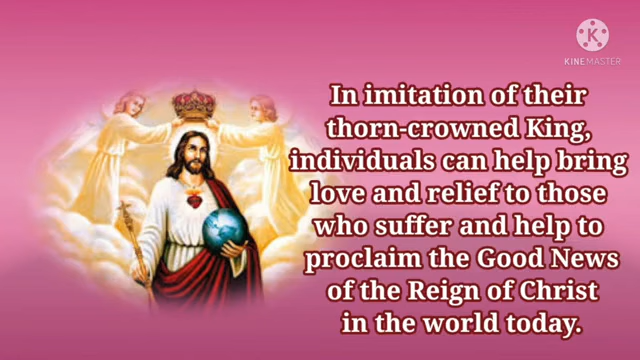 K
KINEMASTER
In imitation of their
thorn-crowned King,
individuals can help bring
love and relief to those
who suffer and help to
proclaim the Good News
of the Reign of Christ
in the world today.